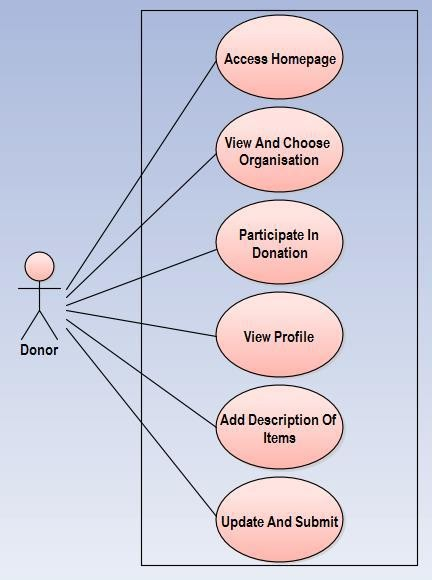 Access Homepage
View And Choose
Organisation
Participate In
Donation
View Profile
Donor
Add Description Of
Items
Update And Submit